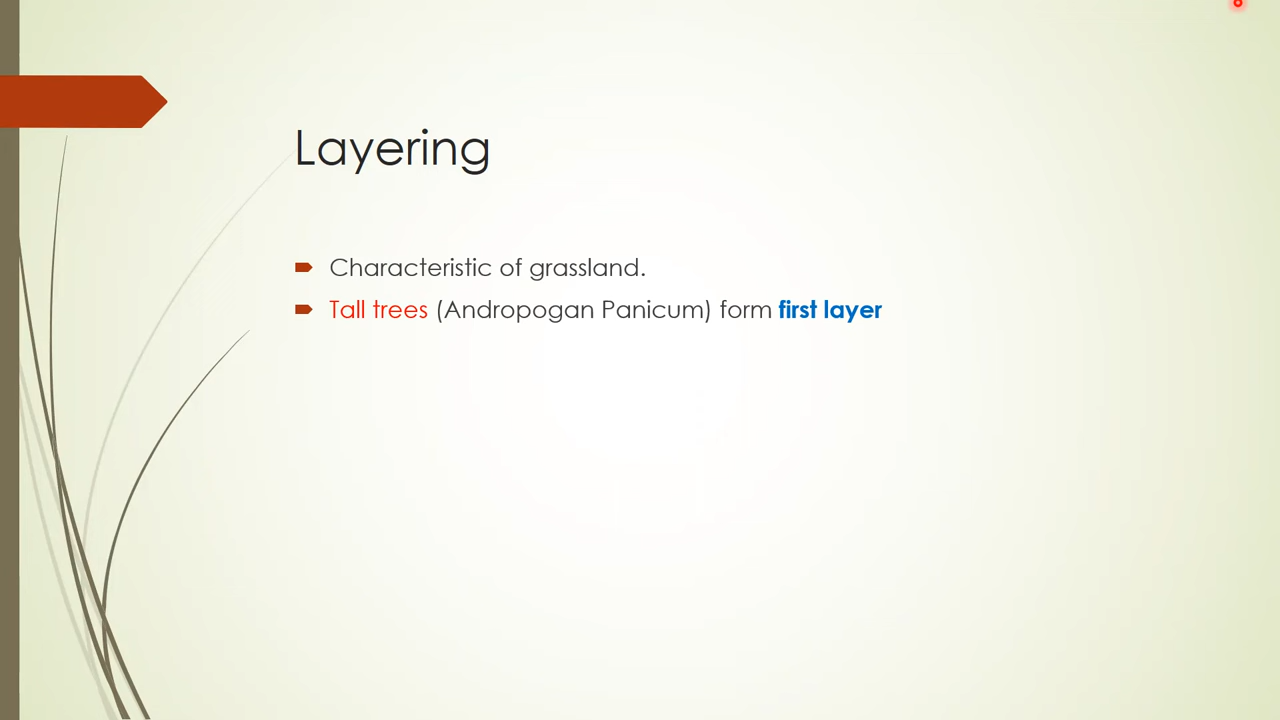 Layering
Characteristic of grassland.
Tall trees (Andropogan Panicum) form first layer